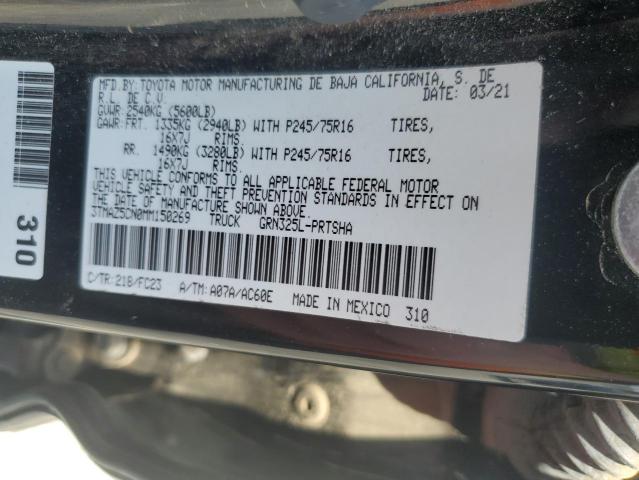 MFD.BY:TOYOTA MOTOR MANUFACTURING DE BAJA CALIFORNIA, S. DE
R.L. DE C.V. DATE: 03/21
GVWR:2540KG (5600LB)
GAWR:FRT. 1335KG (2940LB) WITH P245/75R16 TIRES,
16X7J RIMS.
RR. 1490KG (3280LB) WITH P245/75R16 TIRES,
16X7J RIMS.
THIS VEHICLE CONFORMS TO ALL APPLICABLE FEDERAL MOTOR
VEHICLE SAFETY AND THEFT PREVENTION STANDARDS IN EFFECT ON
THE DATE OF MANUFACTURE SHOWN ABOVE.
3TMAZ5CN0MM150269 TRUCK GRN325L-PRTSHA
C/TR:218/FC23 A/TM:A07A/AC60E MADE IN MEXICO 310
310